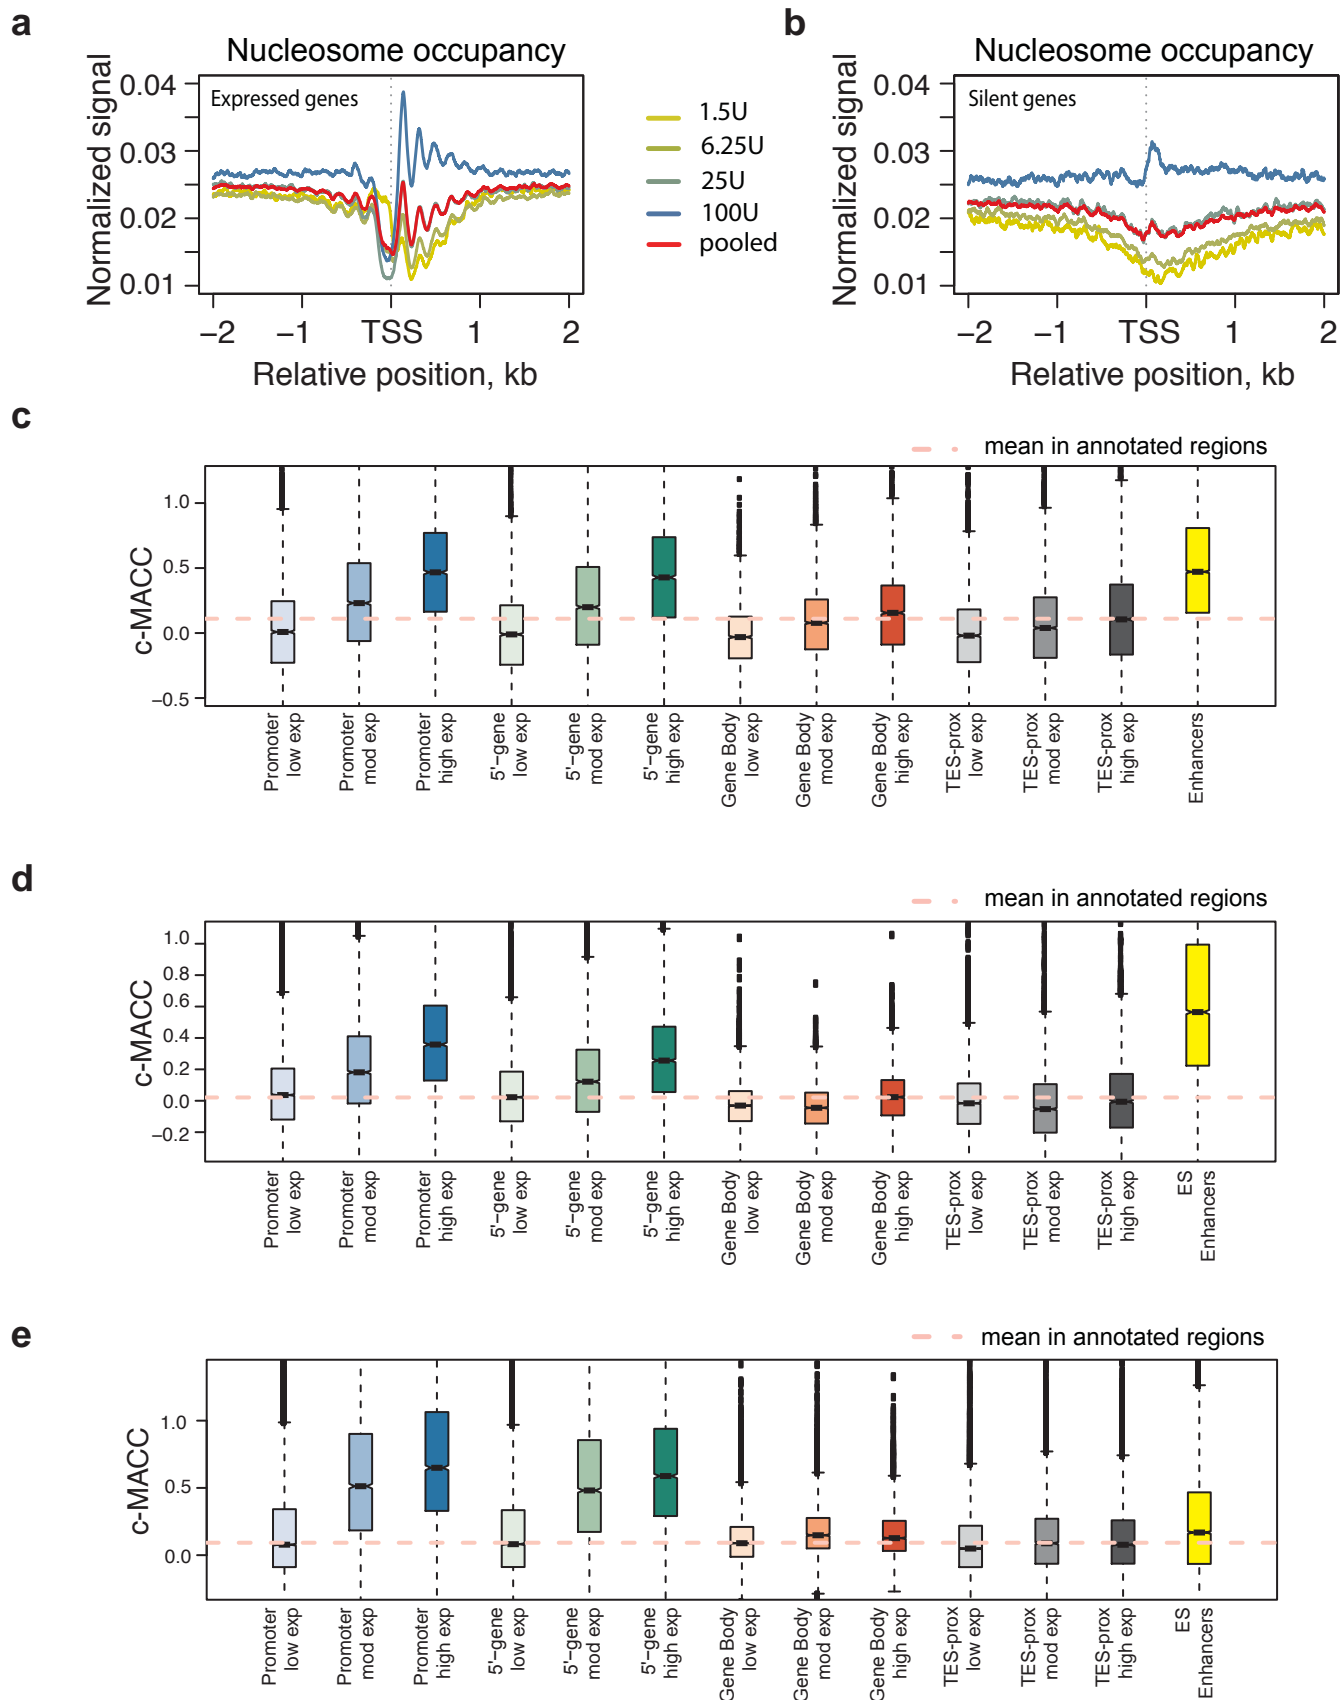 a
Nucleosome occupancy
Normalized signal
0.04
0.03
0.02
0.01
Expressed genes
−2
−1
TSS
1
2
Relative position, kb
1.5U
6.25U
25U
100U
pooled
b
Nucleosome occupancy
Normalized signal
0.04
0.03
0.02
0.01
Silent genes
−2
−1
TSS
1
2
Relative position, kb
c
mean in annotated regions
c-MACC
1.0
0.5
0.0
−0.5
Promoter
low exp
Promoter
mod exp
Promoter
high exp
5'−gene
low exp
5'−gene
mod exp
5'−gene
high exp
Gene Body
low exp
Gene Body
mod exp
Gene Body
high exp
TES-prox
low exp
TES-prox
mod exp
TES-prox
high exp
Enhancers
d
mean in annotated regions
c-MACC
1.0
0.8
0.6
0.4
0.2
0.0
−0.2
Promoter
low exp
Promoter
mod exp
Promoter
high exp
5'−gene
low exp
5'−gene
mod exp
5'−gene
high exp
Gene Body
low exp
Gene Body
mod exp
Gene Body
high exp
TES-prox
low exp
TES-prox
mod exp
TES-prox
high exp
ES
Enhancers
e
mean in annotated regions
c-MACC
1.0
0.5
0.0
Promoter
low exp
Promoter
mod exp
Promoter
high exp
5'−gene
low exp
5'−gene
mod exp
5'−gene
high exp
Gene Body
low exp
Gene Body
mod exp
Gene Body
high exp
TES-prox
low exp
TES-prox
mod exp
TES-prox
high exp
ES
Enhancers